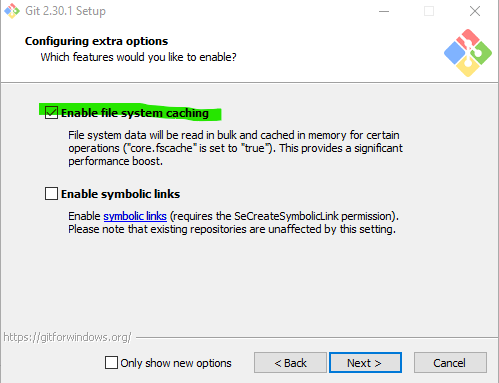 Git 2.30.1 Setup
Configuring extra options
Which features would you like to enable?
Enable file system caching
File system data will be read in bulk and cached in memory for certain
operations ("core.fscache" is set to "true"). This provides a significant
performance boost.
Enable symbolic links
Enable symbolic links (requires the SeCreateSymbolicLink permission).
Please note that existing repositories are unaffected by this setting.
https://gitforwindows.org/
Only show new options
< Back
Next >
Cancel